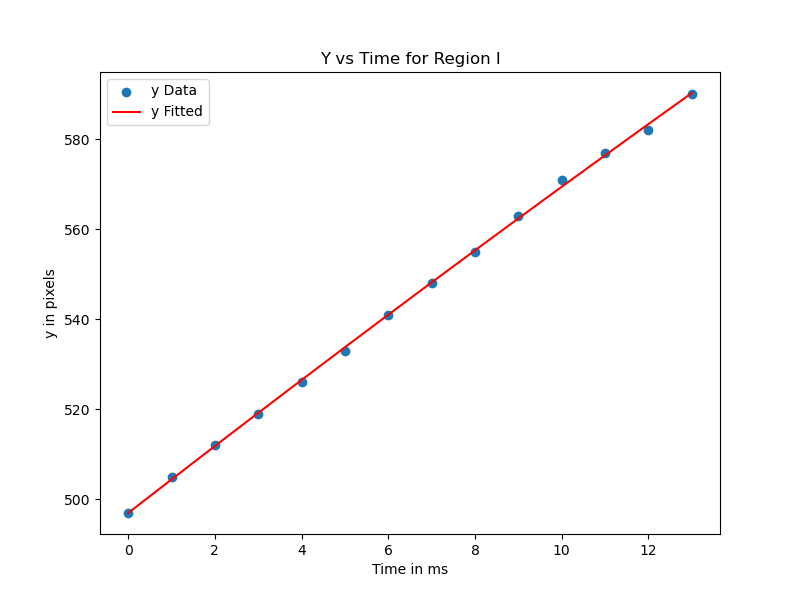 Y vs Time for Region I
y Data
y Fitted
580
560
540
520
500
y in pixels
0 2 4 6 8 10 12
Time in ms